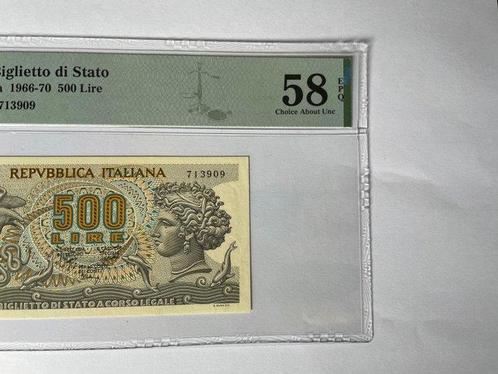 Biglietto di Stato
1966-70 500 Lire
713909
58
EPQ
Choice About Unc
REPVBBLICA ITALIANA
713909
500
LIRE
BIGLIETTO DI STATO A CORSO LEGALE